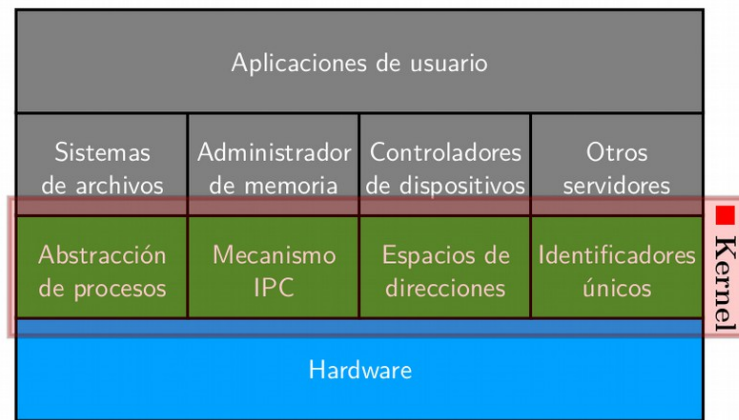 Aplicaciones de usuario
Sistemas
de archivos
Administrador
de memoria
Controladores
de dispositivos
Otros
servidores
Abstracción
de procesos
Mecanismo
IPC
Espacios de
direcciones
Identificadores
únicos
Kernel
Hardware